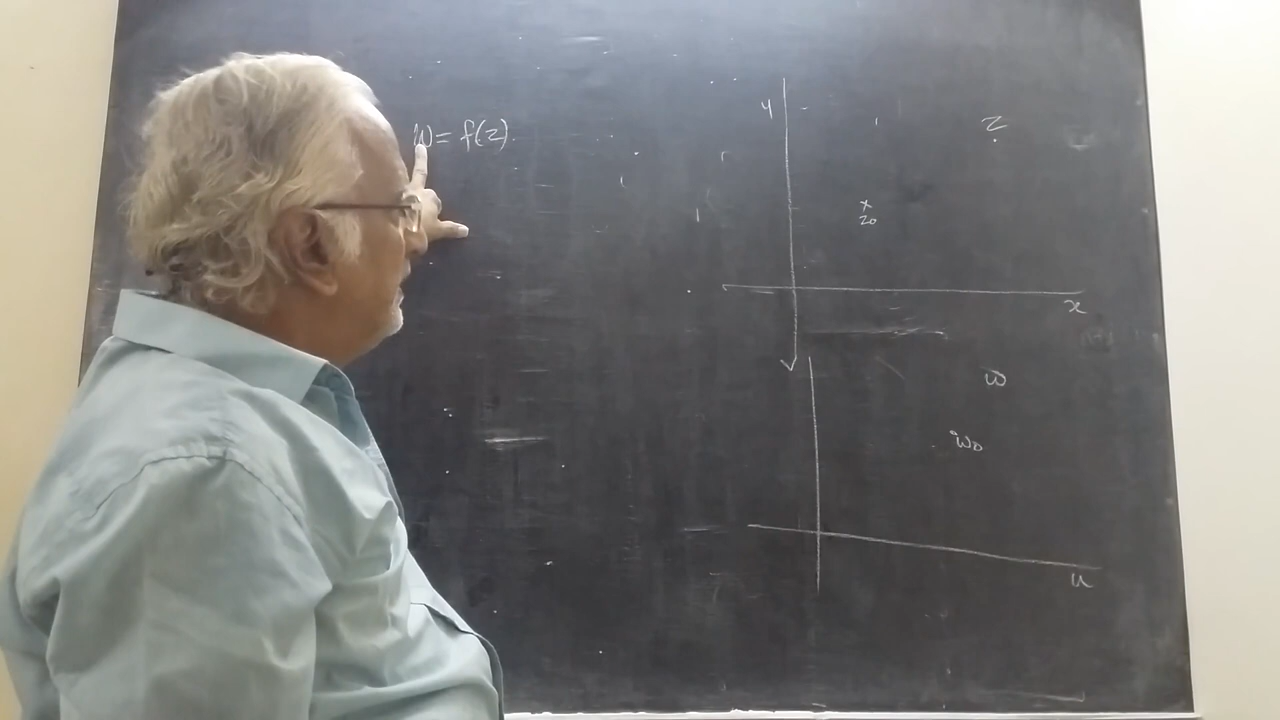 w = f(z).
y
z
z₀
x
w
w₀
u